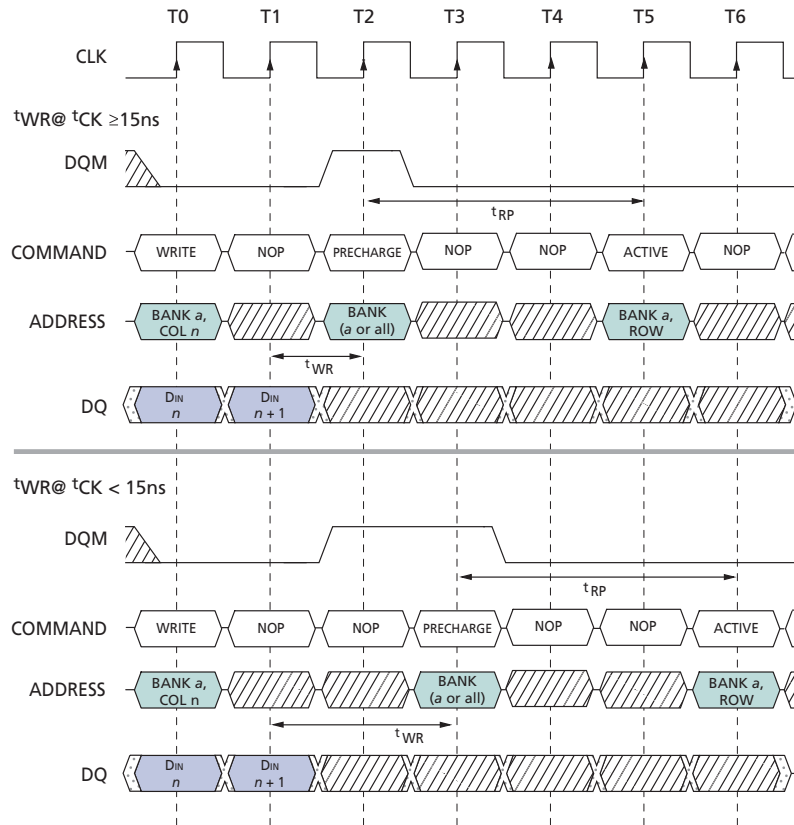 T0 T1 T2 T3 T4 T5 T6
CLK
tWR@ tCK ≥15ns
DQM
tRP
COMMAND WRITE NOP PRECHARGE NOP NOP ACTIVE NOP
ADDRESS BANK a, COL n BANK (a or all) BANK a, ROW
tWR
DQ DIN n DIN n + 1
tWR@ tCK < 15ns
DQM
tRP
COMMAND WRITE NOP NOP PRECHARGE NOP NOP ACTIVE
ADDRESS BANK a, COL n BANK (a or all) BANK a, ROW
tWR
DQ DIN n DIN n + 1